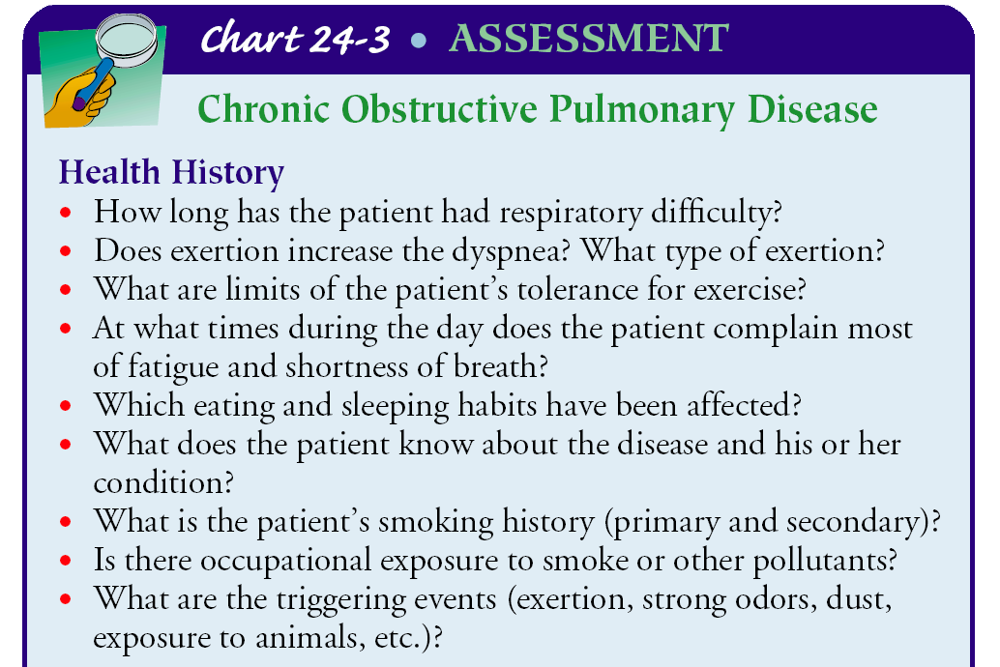 Chart 24-3 • ASSESSMENT
Chronic Obstructive Pulmonary Disease
Health History
• How long has the patient had respiratory difficulty?
• Does exertion increase the dyspnea? What type of exertion?
• What are limits of the patient’s tolerance for exercise?
• At what times during the day does the patient complain most
of fatigue and shortness of breath?
• Which eating and sleeping habits have been affected?
• What does the patient know about the disease and his or her
condition?
• What is the patient’s smoking history (primary and secondary)?
• Is there occupational exposure to smoke or other pollutants?
• What are the triggering events (exertion, strong odors, dust,
exposure to animals, etc.)?